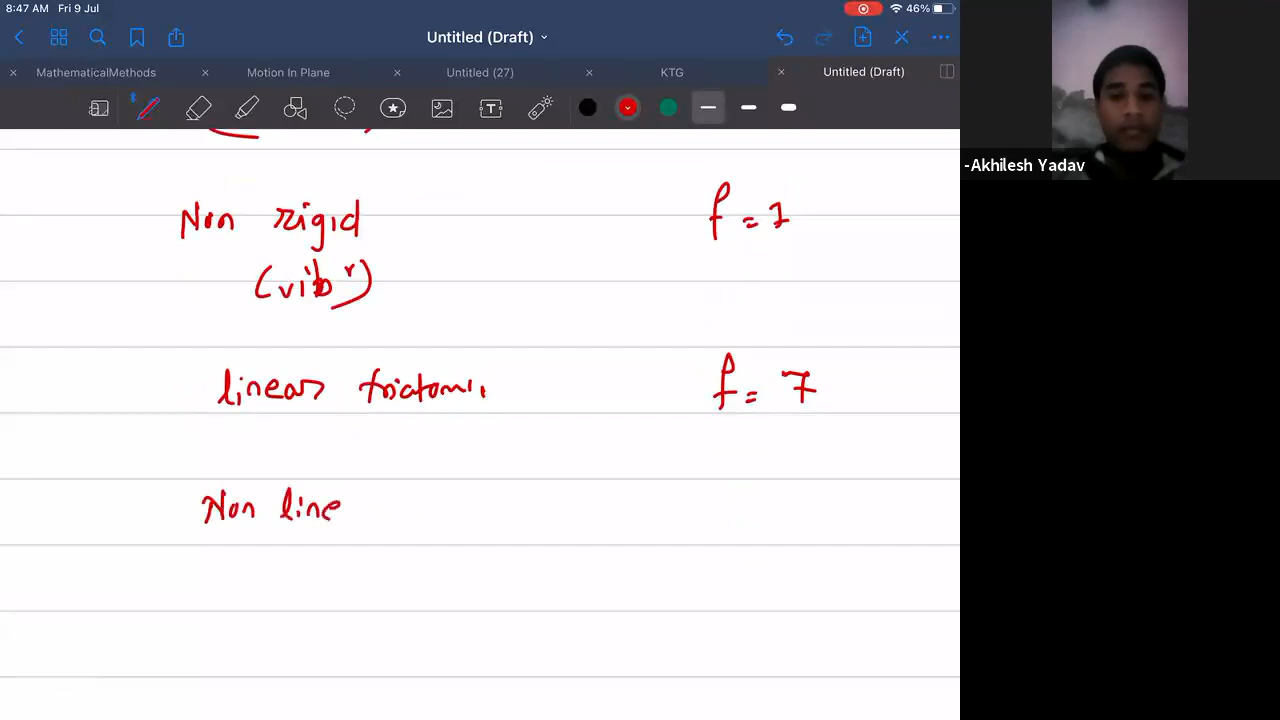 8:47 AM Fri 9 Jul
46%
Untitled (Draft)
MathematicalMethods
Motion In Plane
Untitled (27)
KTG
Untitled (Draft)
-Akhilesh Yadav
Non rigid f = 7
(vibʳ)
linear triatomi. f = 7
Non line